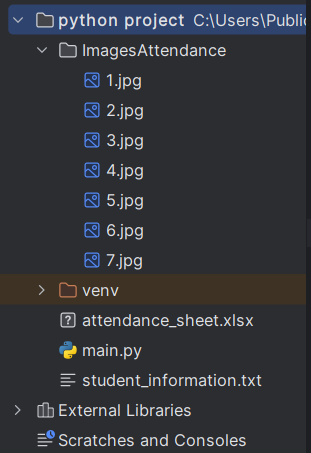 python project C:\Users\Public
ImagesAttendance
1.jpg
2.jpg
3.jpg
4.jpg
5.jpg
6.jpg
7.jpg
venv
attendance_sheet.xlsx
main.py
student_information.txt
External Libraries
Scratches and Consoles